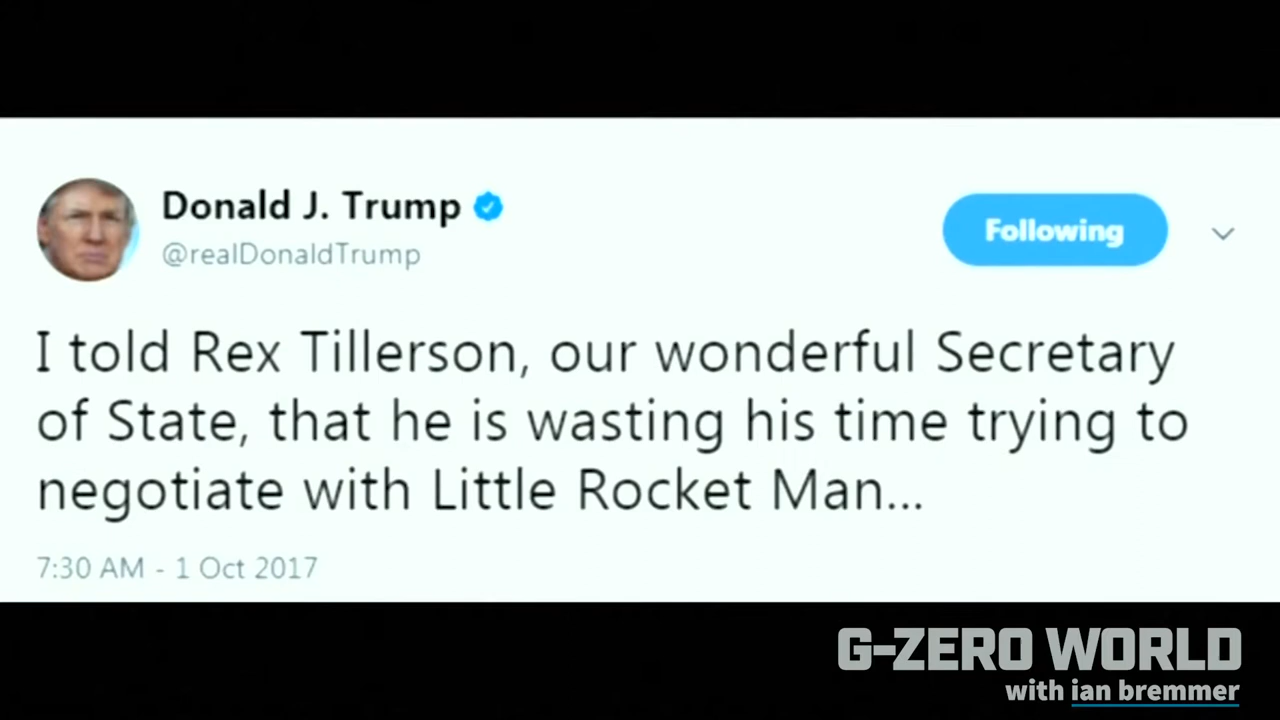 Donald J. Trump
@realDonaldTrump
Following
I told Rex Tillerson, our wonderful Secretary
of State, that he is wasting his time trying to
negotiate with Little Rocket Man...
7:30 AM - 1 Oct 2017
G-ZERO WORLD
with ian bremmer